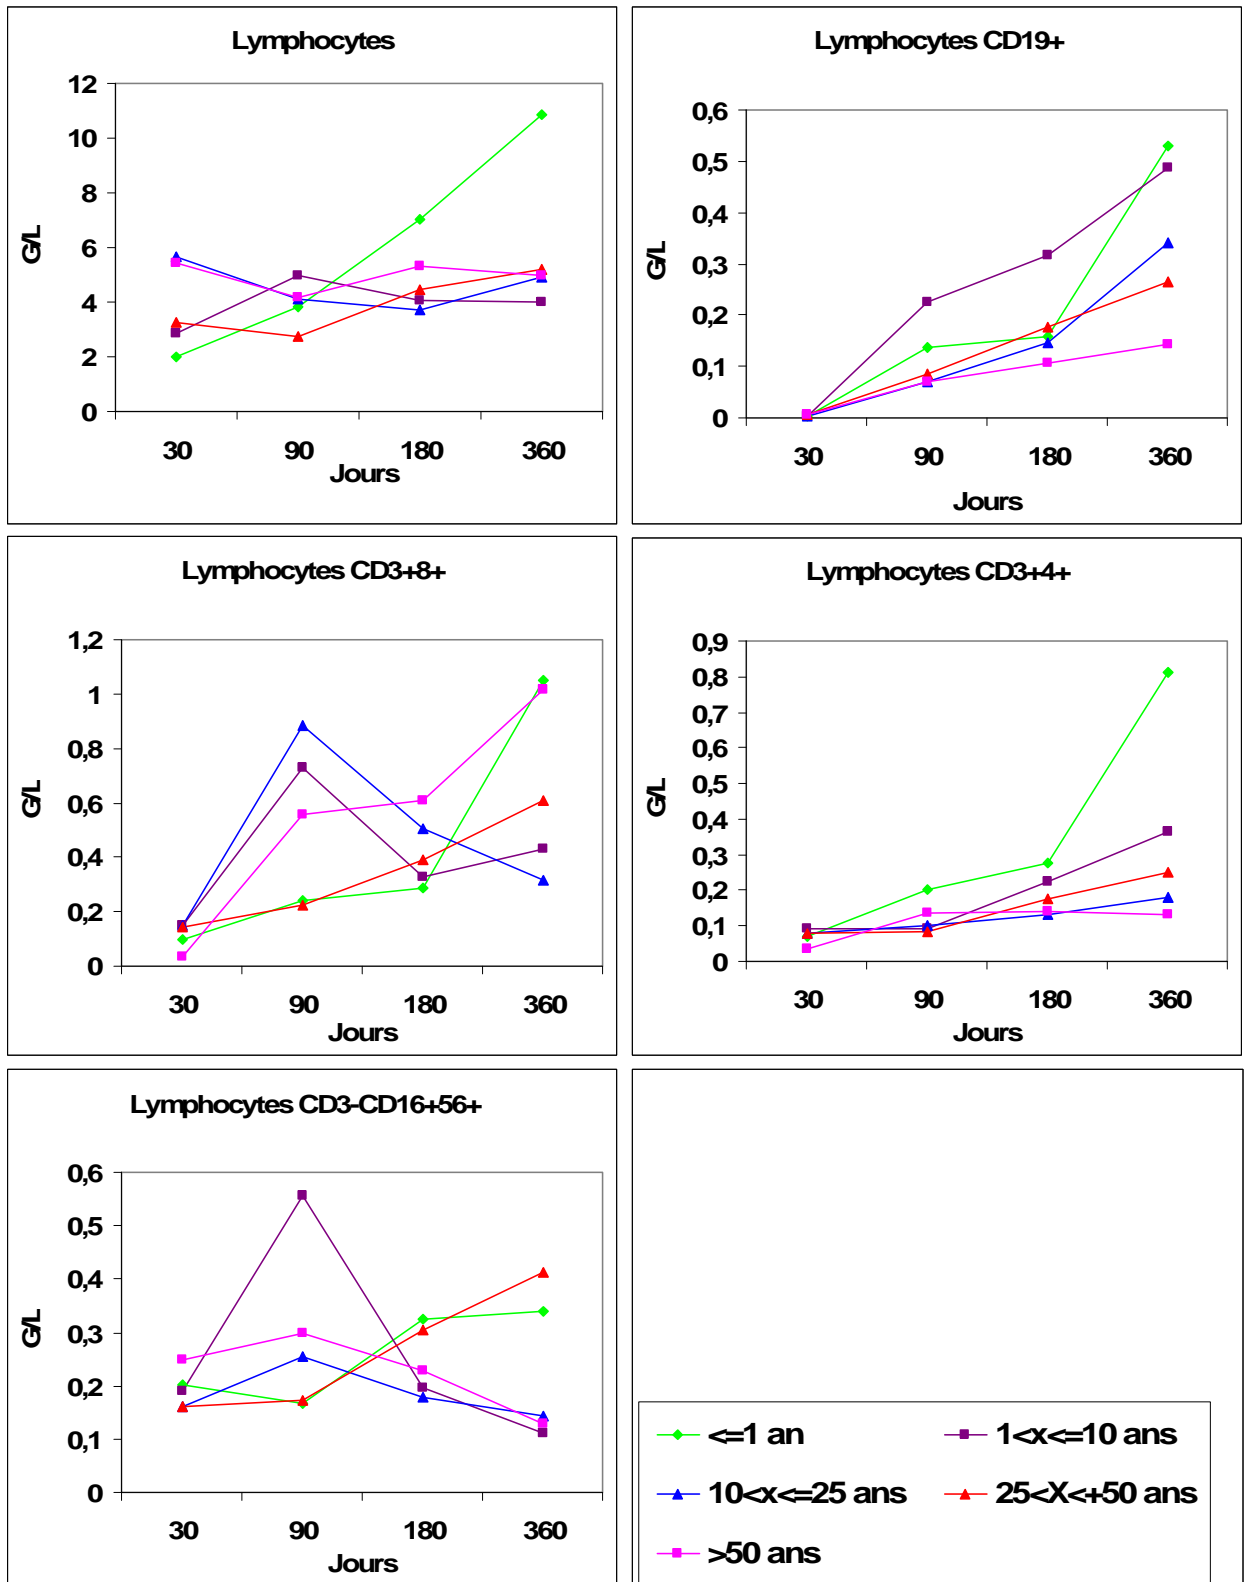 Lymphocytes
12
10
8
6
4
2
0
G/L
30 90 180 360
Jours
Lymphocytes CD19+
0,6
0,5
0,4
0,3
0,2
0,1
0
G/L
30 90 180 360
Jours
Lymphocytes CD3+8+
1,2
1
0,8
0,6
0,4
0,2
0
G/L
30 90 180 360
Jours
Lymphocytes CD3+4+
0,9
0,8
0,7
0,6
0,5
0,4
0,3
0,2
0,1
0
G/L
30 90 180 360
Jours
Lymphocytes CD3-CD16+56+
0,6
0,5
0,4
0,3
0,2
0,1
0
G/L
30 90 180 360
Jours
<=1 an
1<x<=10 ans
10<x<=25 ans
25<X<+50 ans
>50 ans